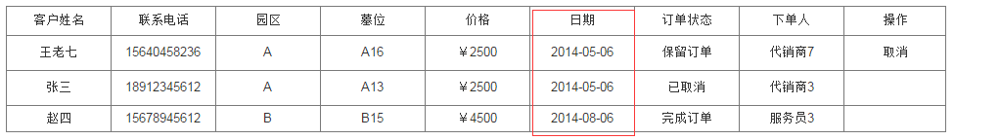 客户姓名 联系电话 园区 墓位 价格 日期 订单状态 下单人 操作
王老七 15640458236 A A16 ￥2500 2014-05-06 保留订单 代销商7 取消
张三 18912345612 A A13 ￥2500 2014-05-06 已取消 代销商3
赵四 15678945612 B B15 ￥4500 2014-08-06 完成订单 服务员3